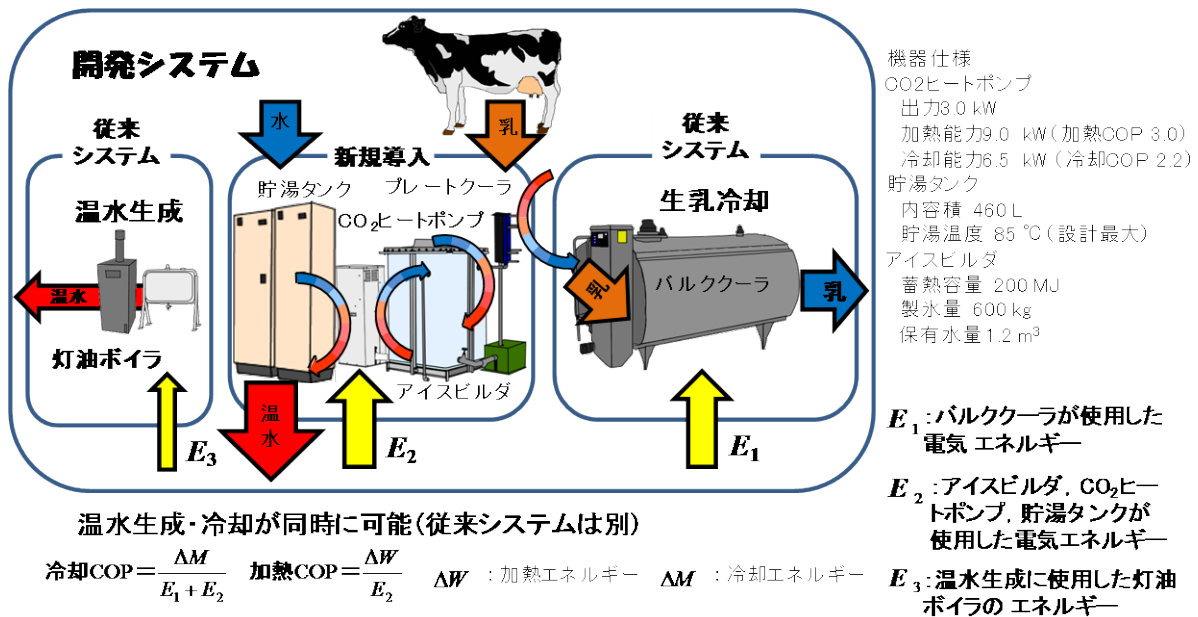 開発システム
水
乳
従来
システム
新規導入
従来
システム
温水生成
貯湯タンク
プレートクーラ
CO₂ヒートポンプ
生乳冷却
バルククーラ
温水
乳
乳
灯油ボイラ
アイスビルダ
温水
E₃
E₂
E₁
温水生成・冷却が同時に可能(従来システムは別)
冷却COP=ΔM/(E₁+E₂) 加熱COP=ΔW/E₂ ΔW :加熱エネルギー ΔM :冷却エネルギー
機器仕様
CO2ヒートポンプ
出力3.0 kW
加熱能力9.0 kW(加熱COP 3.0)
冷却能力6.5 kW(冷却COP 2.2)
貯湯タンク
内容積 460 L
貯湯温度 85 ℃(設計最大)
アイスビルダ
蓄熱容量 200 MJ
製氷量 600 kg
保有水量1.2 m³
E₁:バルククーラが使用した
電気 エネルギー
E₂:アイスビルダ,CO₂ヒー
トポンプ,貯湯タンクが
使用した電気エネルギー
E₃:温水生成に使用した灯油
ボイラの エネルギー